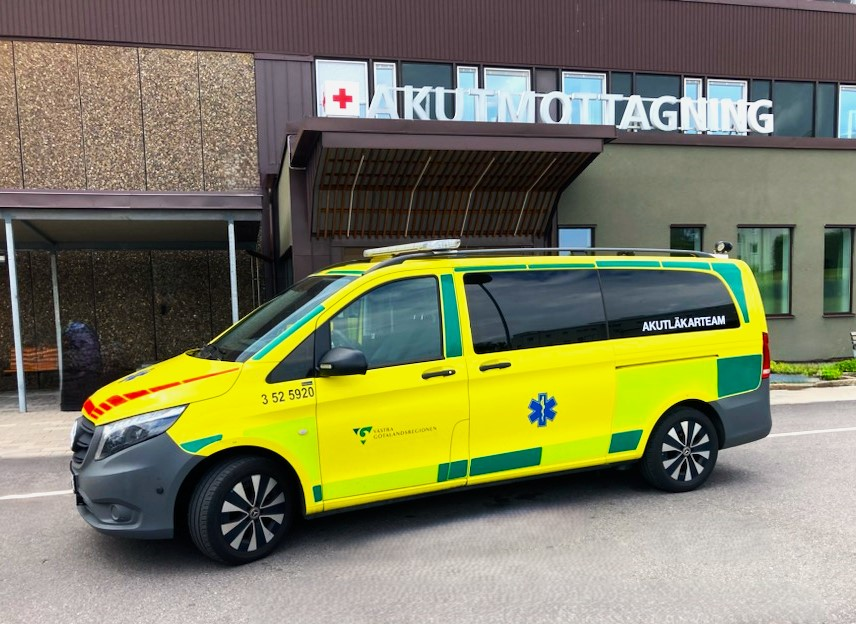 AKUTMOTTAGNING
AKUTLÄKARTEAM
3 52 5920
VÄSTRA
GÖTALANDSREGIONEN